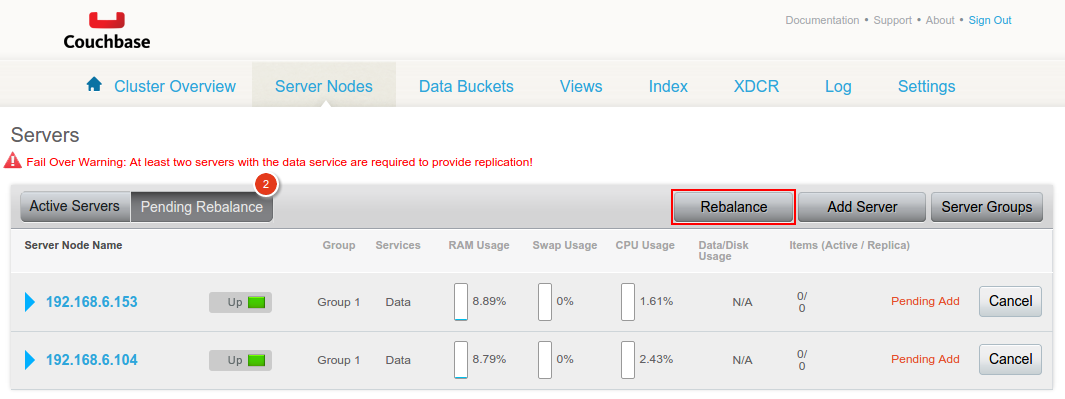 Couchbase
Documentation • Support • About • Sign Out
Cluster Overview Server Nodes Data Buckets Views Index XDCR Log Settings
Servers
Fail Over Warning: At least two servers with the data service are required to provide replication!
Active Servers Pending Rebalance 2 Rebalance Add Server Server Groups
Server Node Name Group Services RAM Usage Swap Usage CPU Usage Data/Disk Usage Items (Active / Replica)
192.168.6.153 Up Group 1 Data 8.89% 0% 1.61% N/A 0/ 0 Pending Add Cancel
192.168.6.104 Up Group 1 Data 8.79% 0% 2.43% N/A 0/ 0 Pending Add Cancel